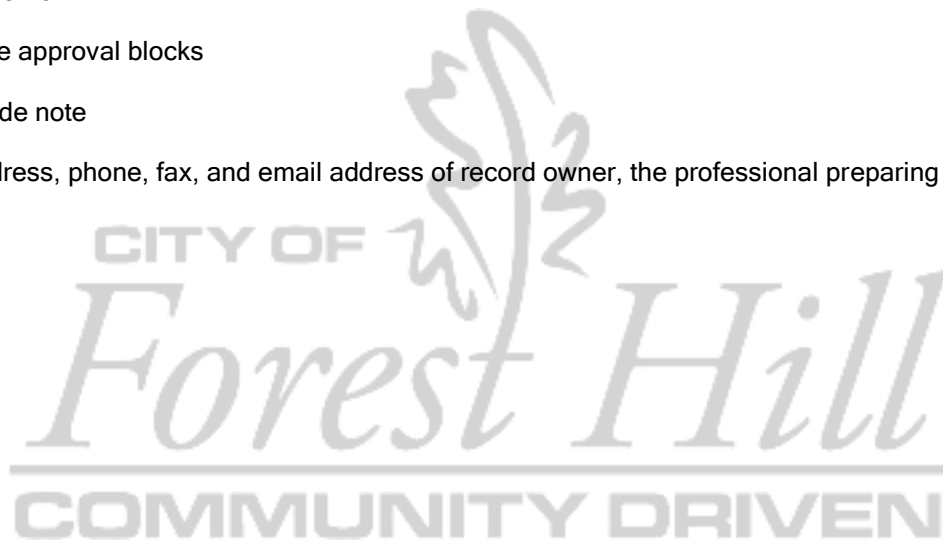 e approval blocks
de note
dress, phone, fax, and email address of record owner, the professional preparing
CITY OF
Forest Hill
COMMUNITY DRIVEN